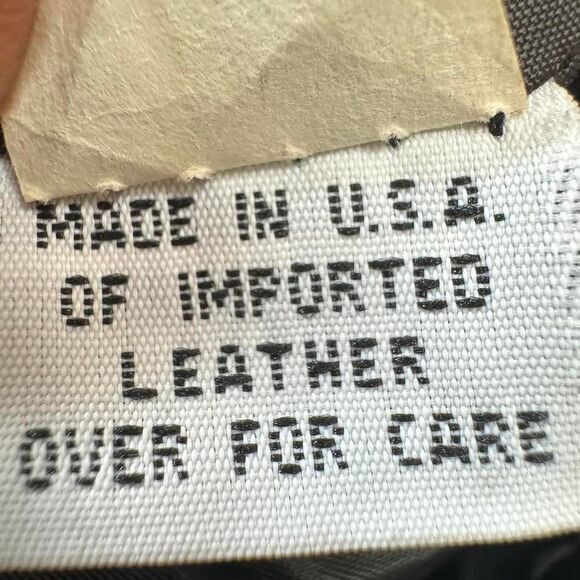 MADE IN U.S.A.
OF IMPORTED
LEATHER
OVER FOR CARE